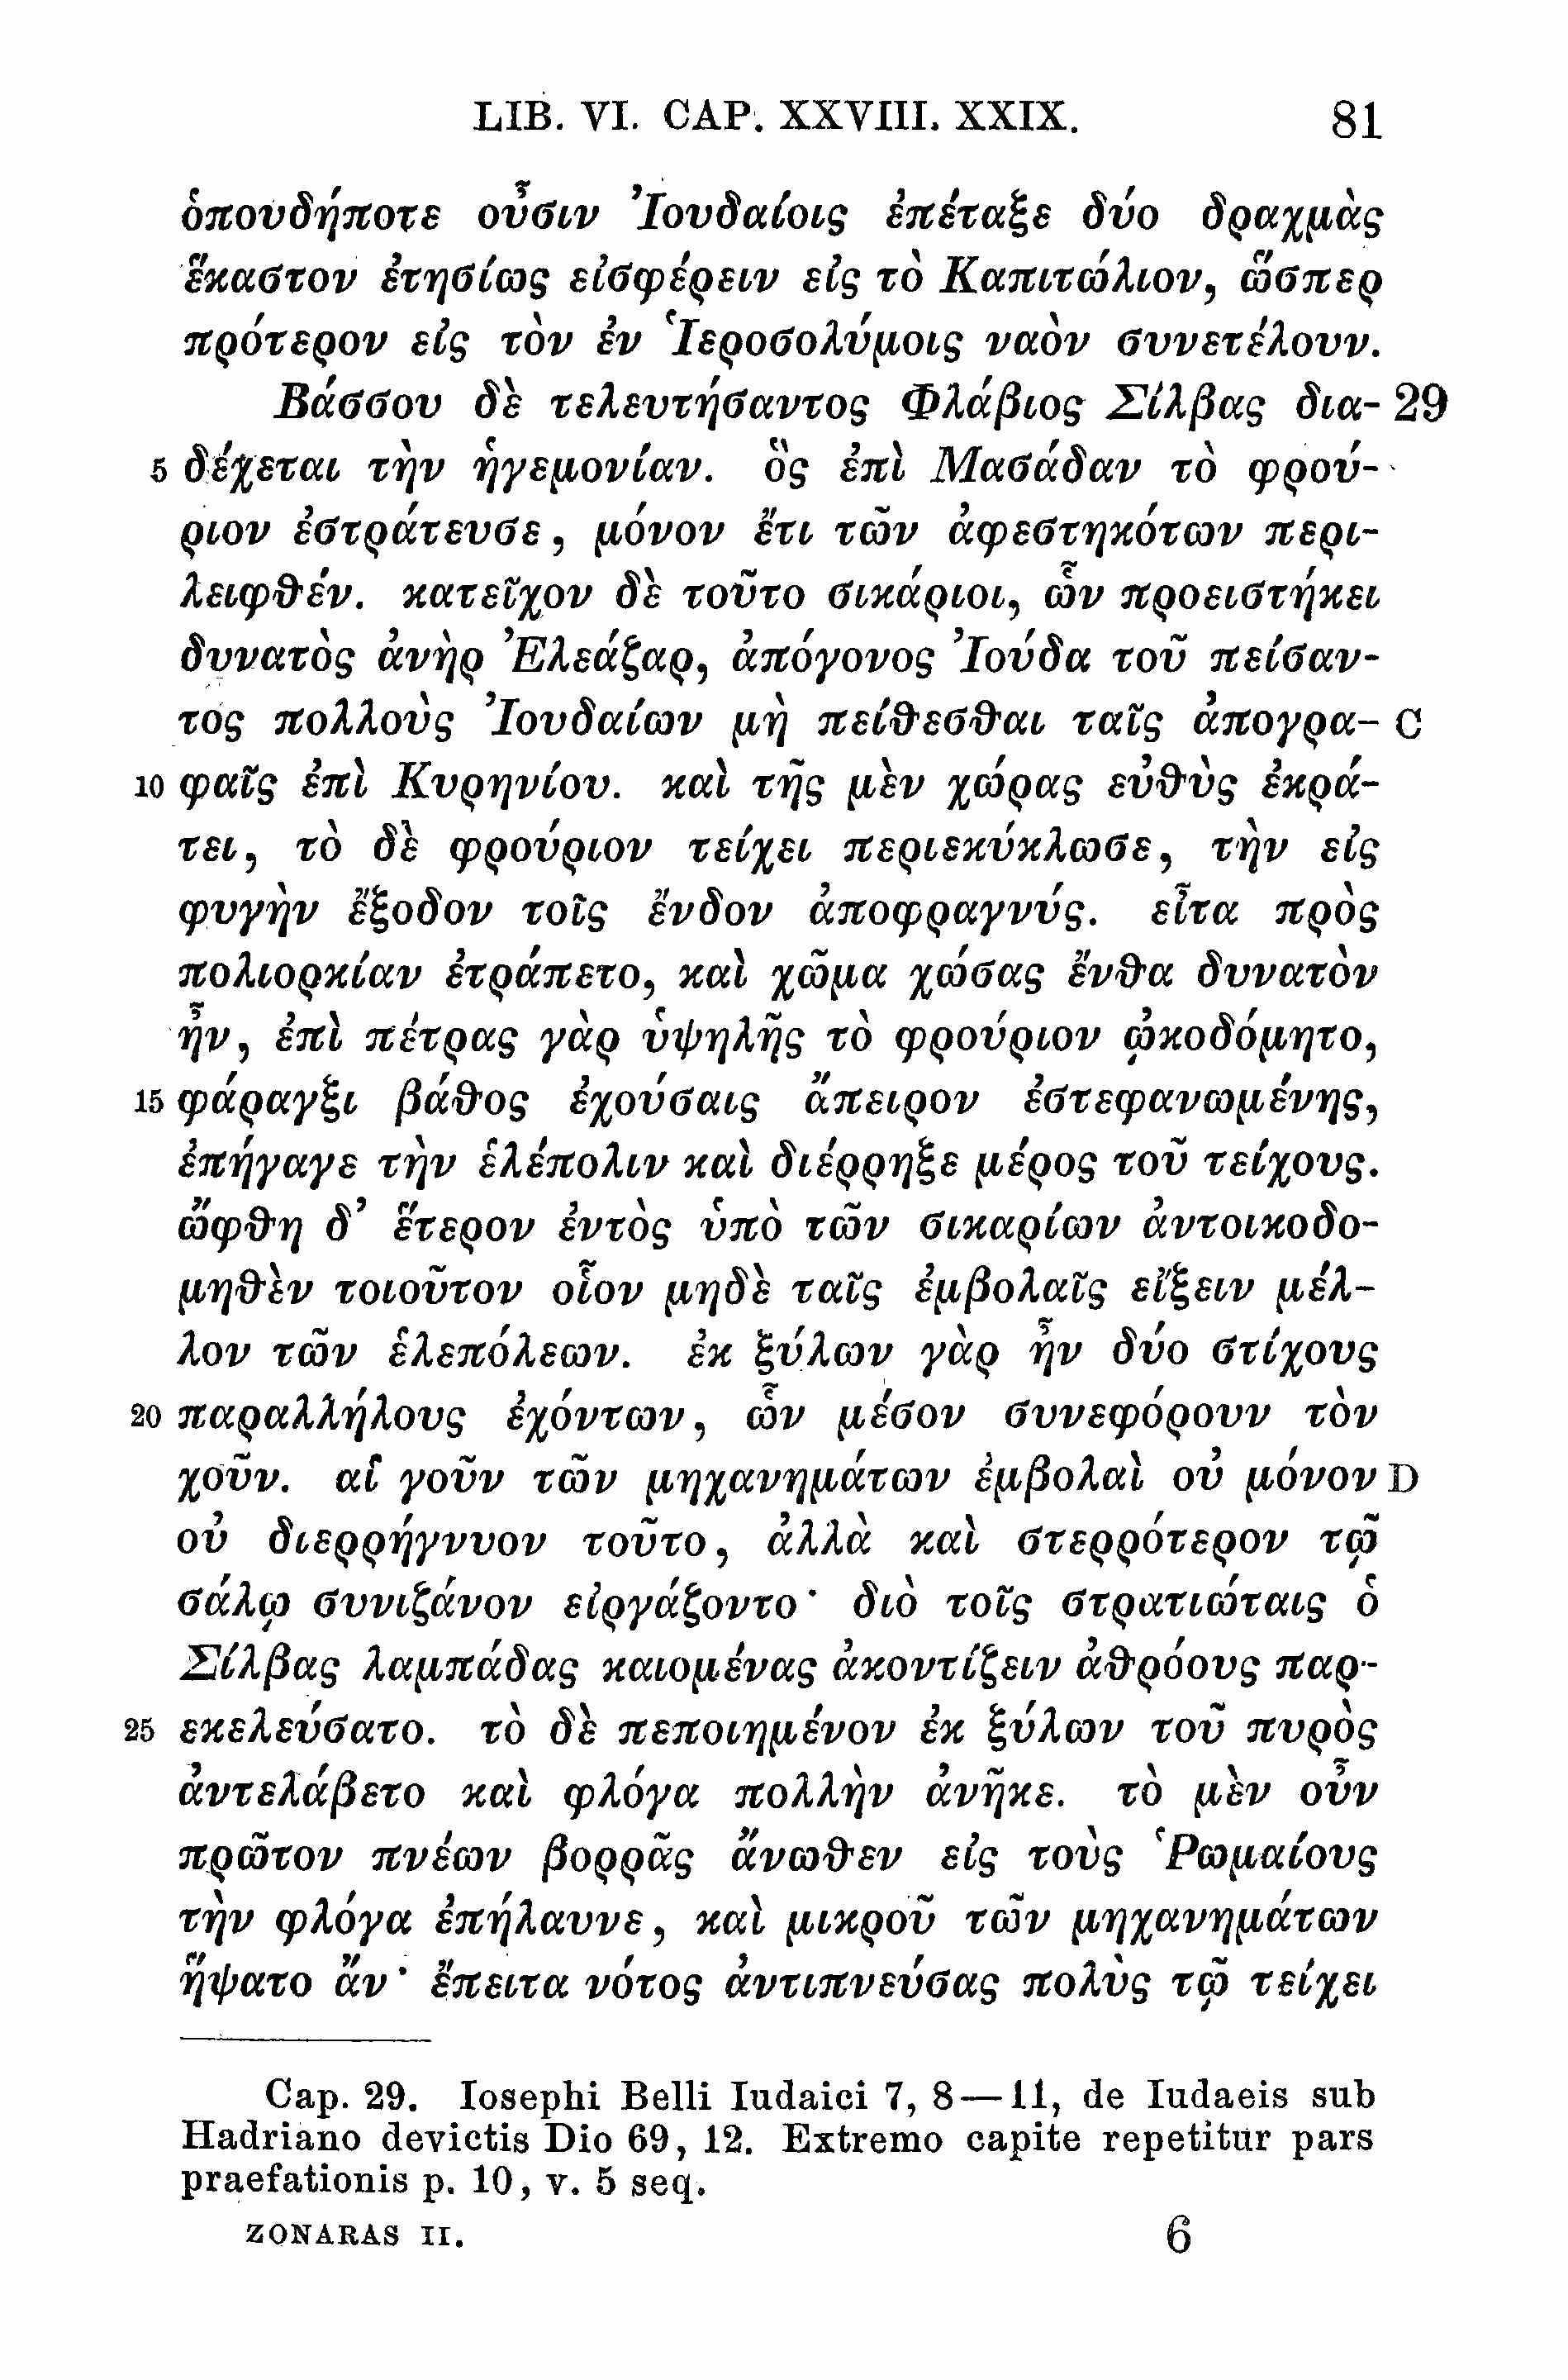 LIB. VI. CAP. XXVIII. XXIX. 81
ὁπουδήποτε οὖσιν Ἰουδαίοις ἐπέταξε δύο δραχμὰς
ἕκαστον ἐτησίως εἰσφέρειν εἰς τὸ Καπιτώλιον, ὥσπερ
πρότερον εἰς τὸν ἐν Ἱεροσολύμοις ναὸν συνετέλουν.
Βάσσου δὲ τελευτήσαντος Φλάβιος Σίλβας δια- 29
5 δέχεται τὴν ἡγεμονίαν. ὃς ἐπὶ Μασάδαν τὸ φρού-
ριον ἐστράτευσε, μόνον ἔτι τῶν ἀφεστηκότων περι-
λειφθέν. κατεῖχον δὲ τοῦτο σικάριοι, ὧν προειστήκει
δυνατὸς ἀνὴρ Ἐλεάζαρ, ἀπόγονος Ἰούδα τοῦ πείσαν-
τος πολλοὺς Ἰουδαίων μὴ πείθεσθαι ταῖς ἀπογρα- C
10 φαῖς ἐπὶ Κυρηνίου. καὶ τῆς μὲν χώρας εὐθὺς ἐκρά-
τει, τὸ δὲ φρούριον τείχει περιεκύκλωσε, τὴν εἰς
φυγὴν ἔξοδον τοῖς ἔνδον ἀποφραγνύς. εἶτα πρὸς
πολιορκίαν ἐτράπετο, καὶ χῶμα χώσας ἔνθα δυνατὸν
ἦν, ἐπὶ πέτρας γὰρ ὑψηλῆς τὸ φρούριον ᾠκοδόμητο,
15 φάραγξι βάθος ἐχούσαις ἄπειρον ἐστεφανωμένης,
ἐπήγαγε τὴν ἑλέπολιν καὶ διέρρηξε μέρος τοῦ τείχους.
ὤφθη δ᾽ ἕτερον ἐντὸς ὑπὸ τῶν σικαρίων ἀντοικοδο-
μηθὲν τοιοῦτον οἷον μηδὲ ταῖς ἐμβολαῖς εἴξειν μέλ-
λον τῶν ἑλεπόλεων. ἐκ ξύλων γὰρ ἦν δύο στίχους
20 παραλλήλους ἐχόντων, ὧν μέσον συνεφόρουν τὸν
χοῦν. αἱ γοῦν τῶν μηχανημάτων ἐμβολαὶ οὐ μόνον D
οὐ διερρήγνυον τοῦτο, ἀλλὰ καὶ στερρότερον τῷ
σάλῳ συνιζάνον εἰργάζοντο· διὸ τοῖς στρατιώταις ὁ
Σίλβας λαμπάδας καιομένας ἀκοντίζειν ἀθρόους παρ-
25 εκελεύσατο. τὸ δὲ πεποιημένον ἐκ ξύλων τοῦ πυρὸς
ἀντελάβετο καὶ φλόγα πολλὴν ἀνῆκε. τὸ μὲν οὖν
πρῶτον πνέων βορρᾶς ἄνωθεν εἰς τοὺς Ῥωμαίους
τὴν φλόγα ἐπήλαυνε, καὶ μικροῦ τῶν μηχανημάτων
ἥψατο ἄν· ἔπειτα νότος ἀντιπνεύσας πολὺς τῷ τείχει
Cap. 29. Iosephi Belli Iudaici 7, 8—11, de Iudaeis sub
Hadriano devictis Dio 69, 12. Extremo capite repetitur pars
praefationis p. 10, v. 5 seq.
ZONARAS II. 6